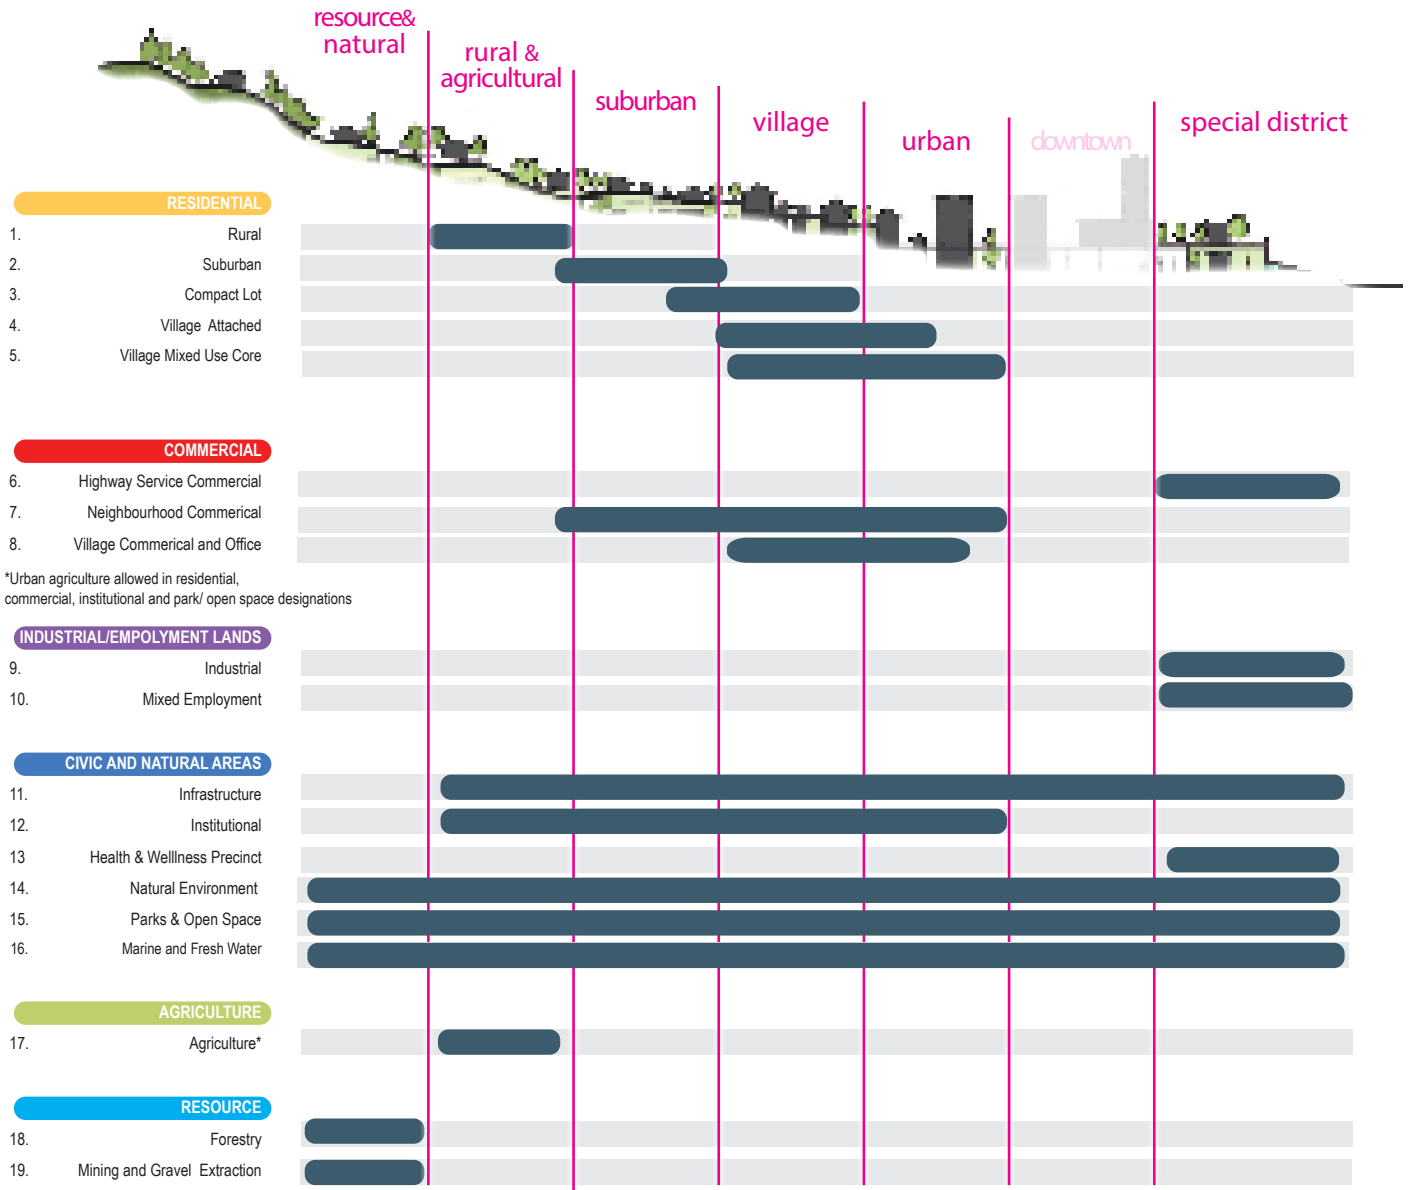 resource&
natural
rural &
agricultural
suburban
village
urban
downtown
special district
RESIDENTIAL
1. Rural
2. Suburban
3. Compact Lot
4. Village Attached
5. Village Mixed Use Core
COMMERCIAL
6. Highway Service Commercial
7. Neighbourhood Commerical
8. Village Commerical and Office
*Urban agriculture allowed in residential,
commercial, institutional and park/ open space designations
INDUSTRIAL/EMPOLYMENT LANDS
9. Industrial
10. Mixed Employment
CIVIC AND NATURAL AREAS
11. Infrastructure
12. Institutional
13 Health & Welllness Precinct
14. Natural Environment
15. Parks & Open Space
16. Marine and Fresh Water
AGRICULTURE
17. Agriculture*
RESOURCE
18. Forestry
19. Mining and Gravel Extraction